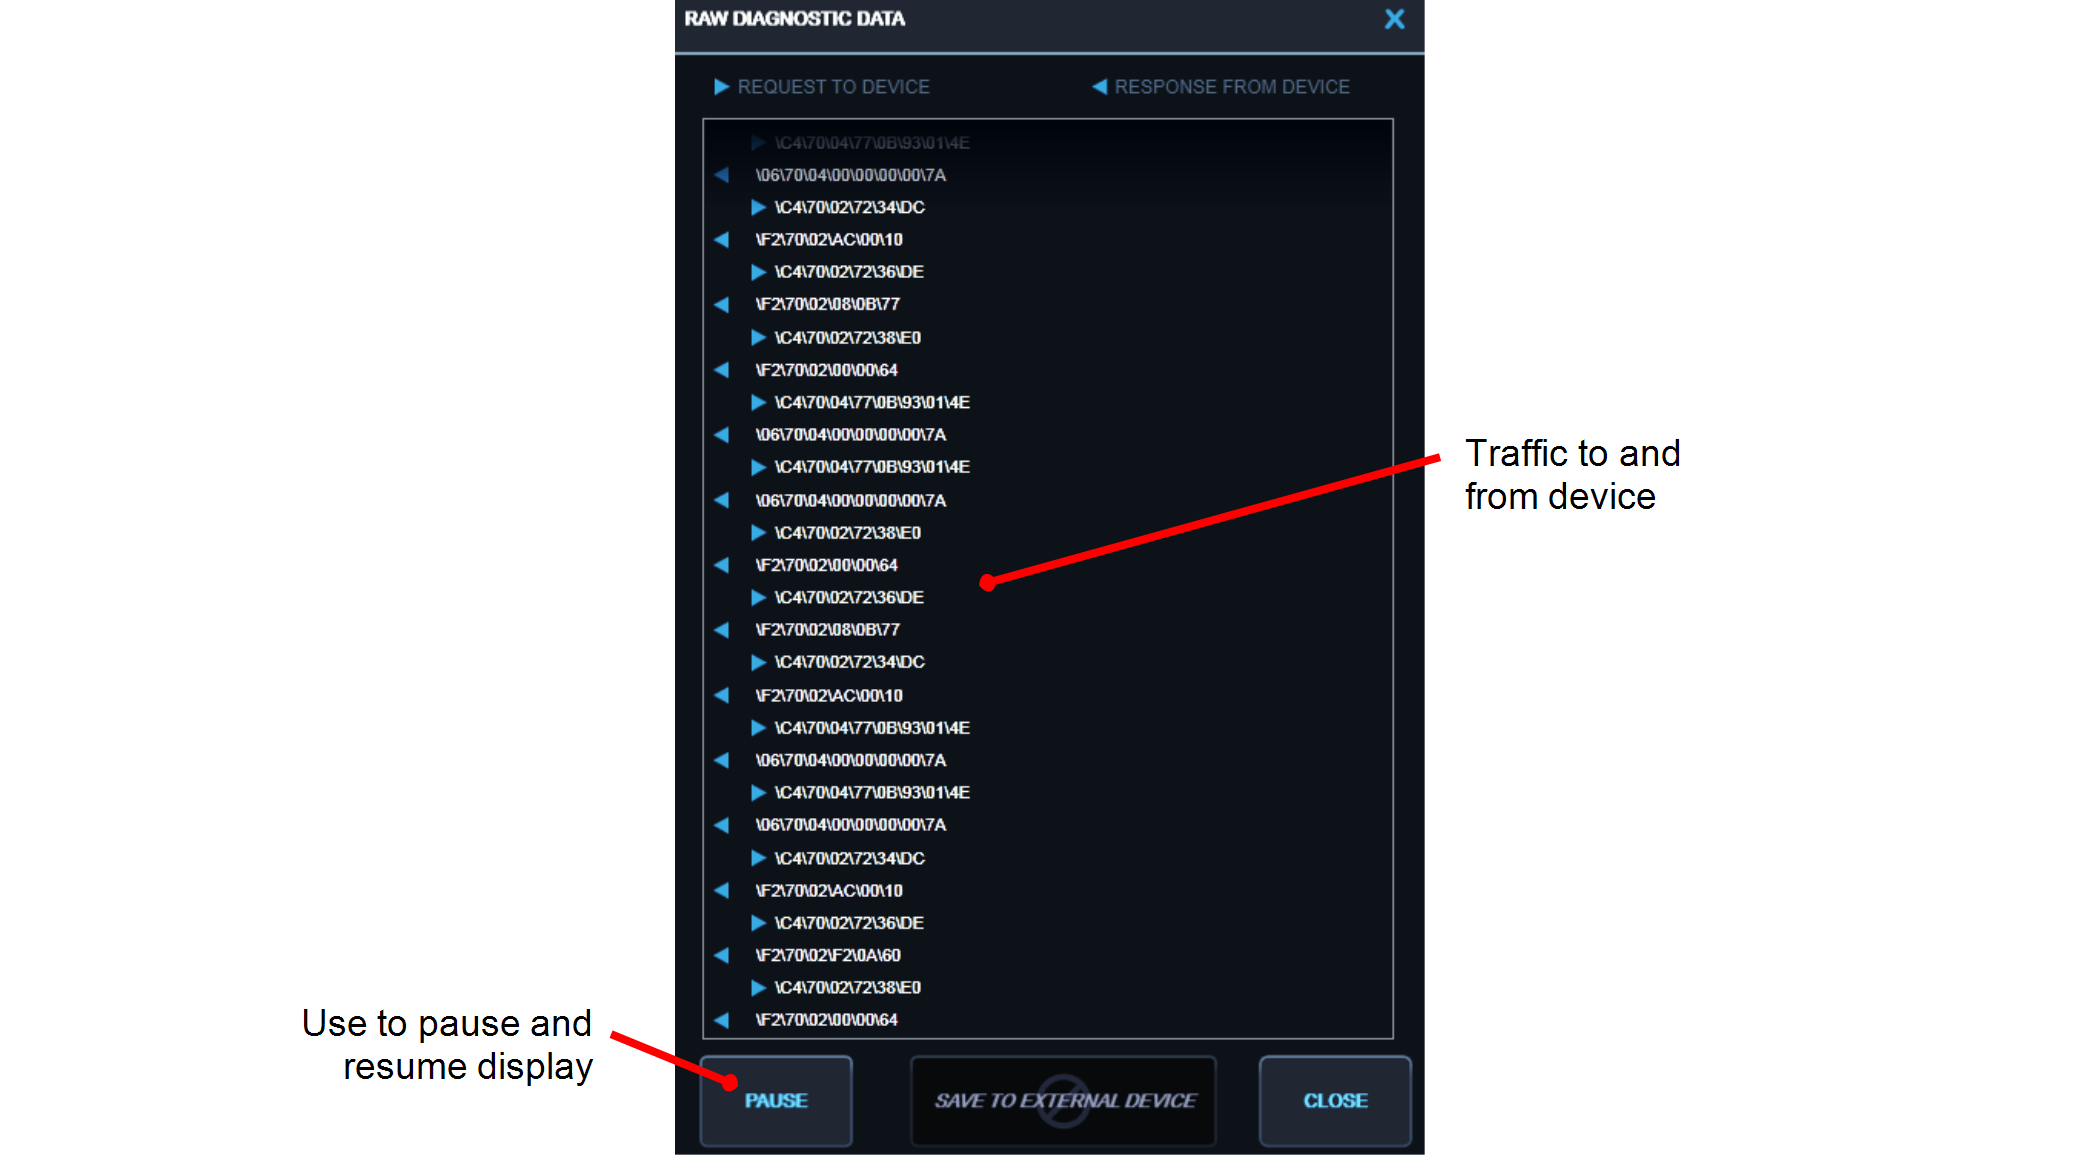 RAW DIAGNOSTIC DATA X
REQUEST TO DEVICE RESPONSE FROM DEVICE
\C4\70\04\77\0B\93\01\4E
\06\70\04\00\00\00\00\7A
\C4\70\02\72\34\DC
\F2\70\02\AC\00\10
\C4\70\02\72\36\DE
\F2\70\02\08\0B\77
\C4\70\02\72\38\E0
\F2\70\02\00\00\64
\C4\70\04\77\0B\93\01\4E
\06\70\04\00\00\00\00\7A
\C4\70\04\77\0B\93\01\4E
\06\70\04\00\00\00\00\7A
\C4\70\02\72\38\E0
\F2\70\02\00\00\64
\C4\70\02\72\36\DE
\F2\70\02\08\0B\77
\C4\70\02\72\34\DC
\F2\70\02\AC\00\10
\C4\70\04\77\0B\93\01\4E
\06\70\04\00\00\00\00\7A
\C4\70\04\77\0B\93\01\4E
\06\70\04\00\00\00\00\7A
\C4\70\02\72\34\DC
\F2\70\02\AC\00\10
\C4\70\02\72\36\DE
\F2\70\02\F2\0A\60
\C4\70\02\72\38\E0
\F2\70\02\00\00\64
Traffic to and
from device
Use to pause and
resume display
PAUSE
SAVE TO EXTERNAL DEVICE
CLOSE